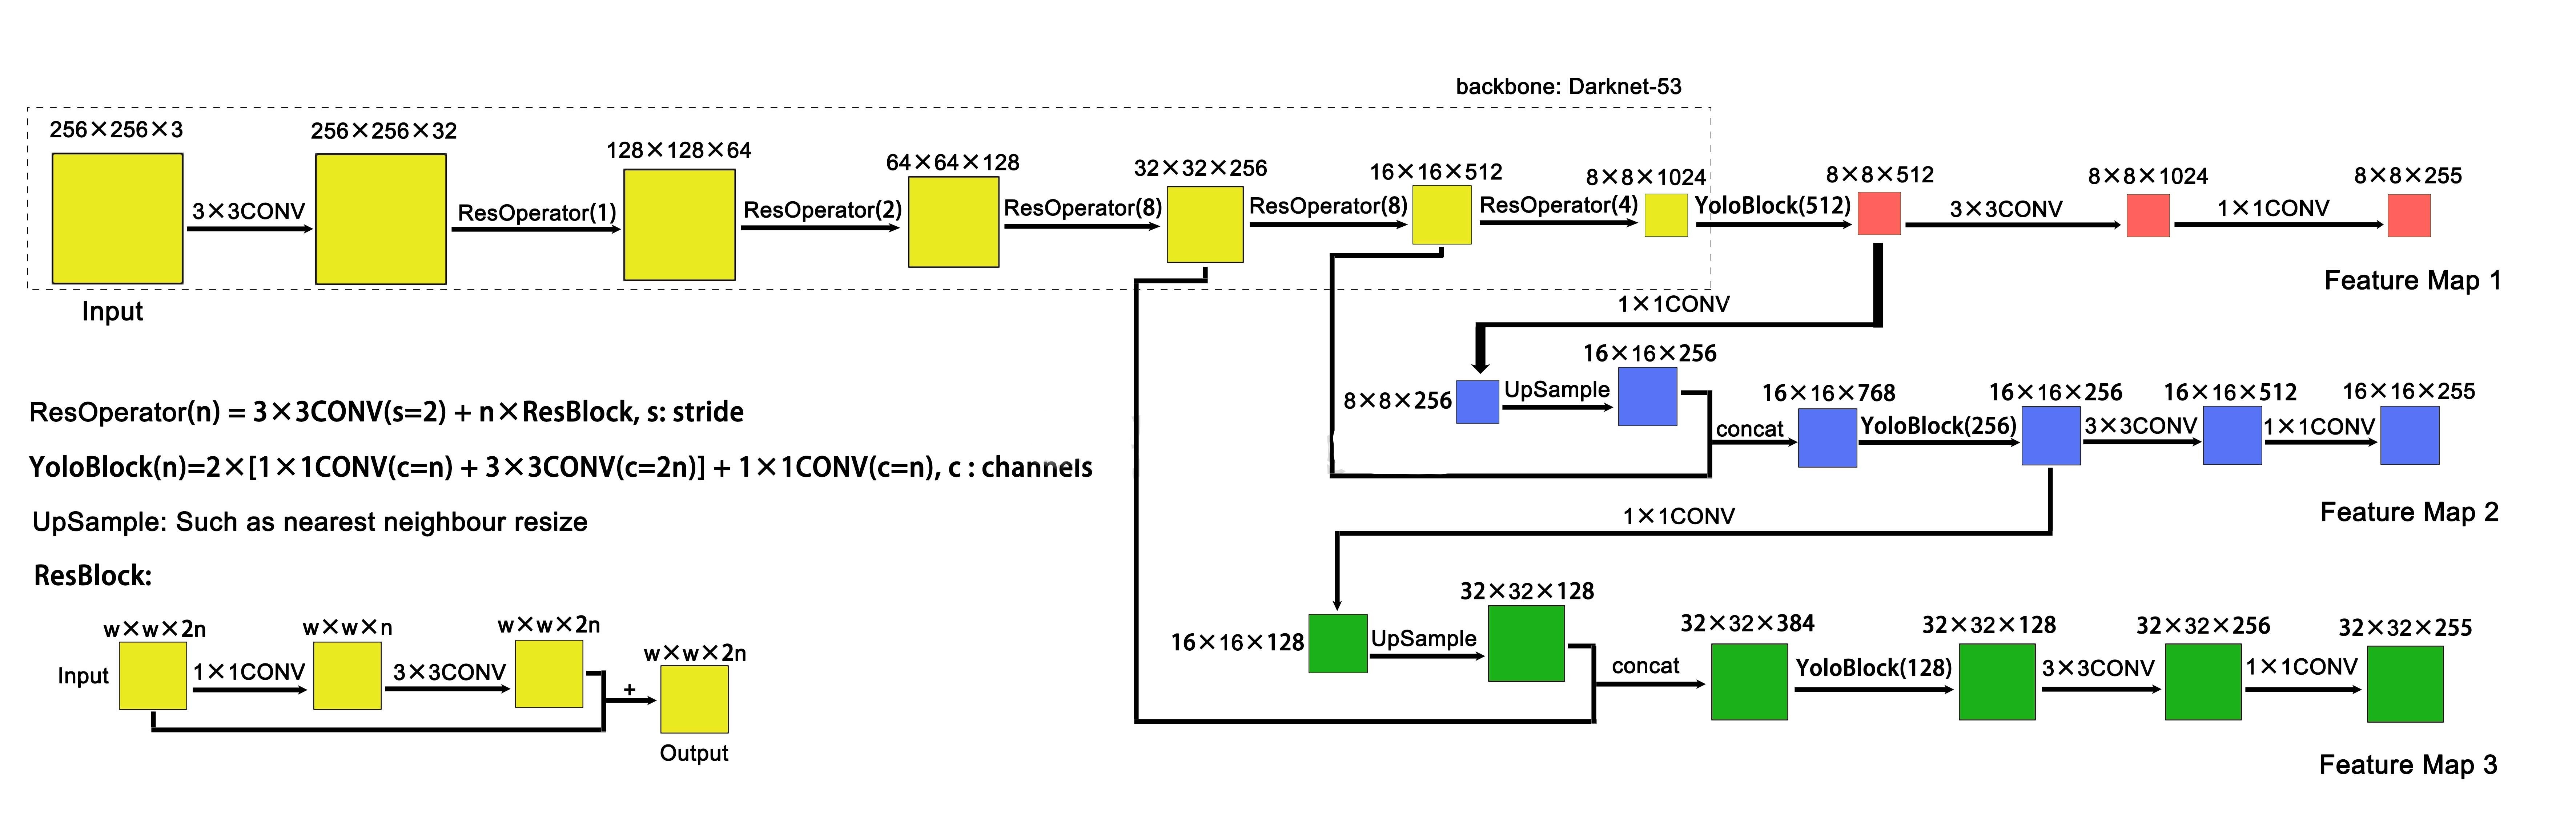 backbone: Darknet-53
256×256×3
256×256×32
128×128×64
64×64×128
32×32×256
16×16×512
8×8×1024
8×8×512
8×8×1024
8×8×255
3×3CONV
ResOperator(1)
ResOperator(2)
ResOperator(8)
ResOperator(8)
ResOperator(4)
YoloBlock(512)
3×3CONV
1×1CONV
Input
Feature Map 1
1×1CONV
16×16×256
8×8×256
UpSample
concat
16×16×768
YoloBlock(256)
16×16×256
3×3CONV
16×16×512
1×1CONV
16×16×255
Feature Map 2
ResOperator(n) = 3×3CONV(s=2) + n×ResBlock, s: stride
YoloBlock(n)=2×[1×1CONV(c=n) + 3×3CONV(c=2n)] + 1×1CONV(c=n), c : channels
UpSample: Such as nearest neighbour resize
ResBlock:
w×w×2n
w×w×n
w×w×2n
w×w×2n
Input
1×1CONV
3×3CONV
+
Output
1×1CONV
16×16×128
UpSample
32×32×128
concat
32×32×384
YoloBlock(128)
32×32×128
3×3CONV
32×32×256
1×1CONV
32×32×255
Feature Map 3